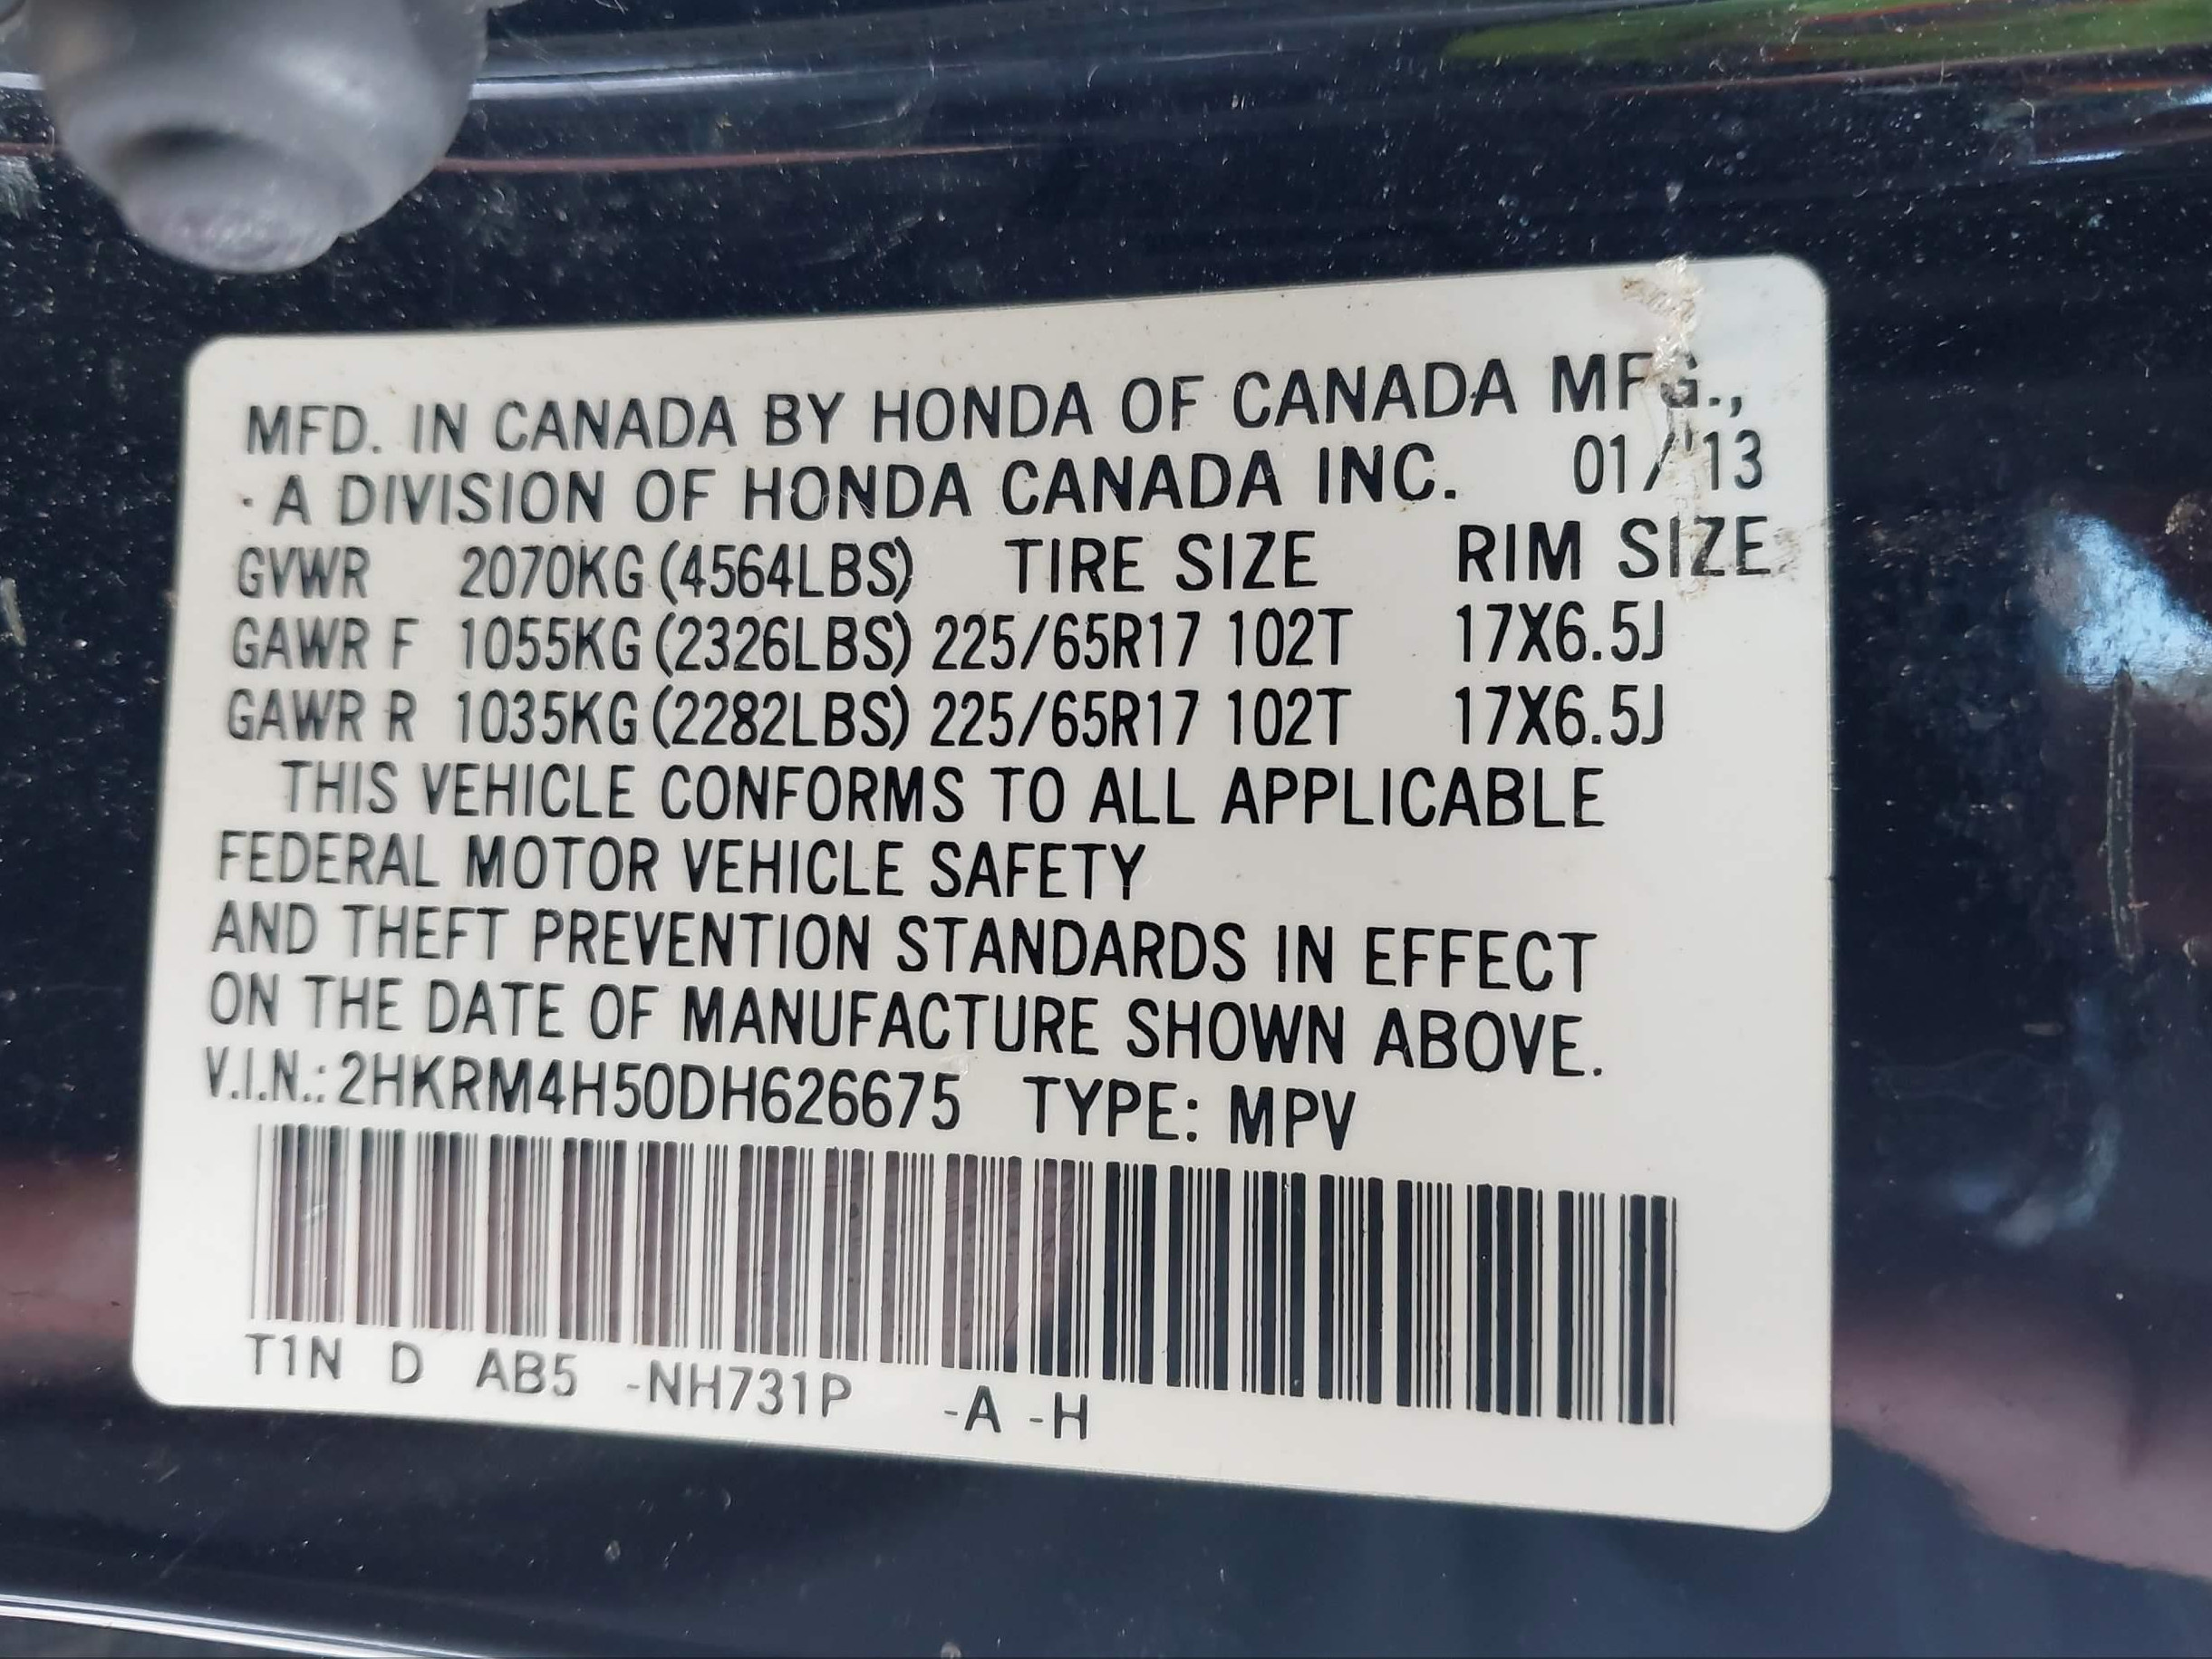 MFD. IN CANADA BY HONDA OF CANADA MFG.,
A DIVISION OF HONDA CANADA INC. 01/'13
GVWR 2070KG (4564LBS) TIRE SIZE RIM SIZE
GAWR F 1055KG (2326LBS) 225/65R17 102T 17X6.5J
GAWR R 1035KG (2282LBS) 225/65R17 102T 17X6.5J
THIS VEHICLE CONFORMS TO ALL APPLICABLE
FEDERAL MOTOR VEHICLE SAFETY
AND THEFT PREVENTION STANDARDS IN EFFECT
ON THE DATE OF MANUFACTURE SHOWN ABOVE.
V.I.N.: 2HKRM4H50DH626675 TYPE: MPV
T1N D AB5 -NH731P -A -H